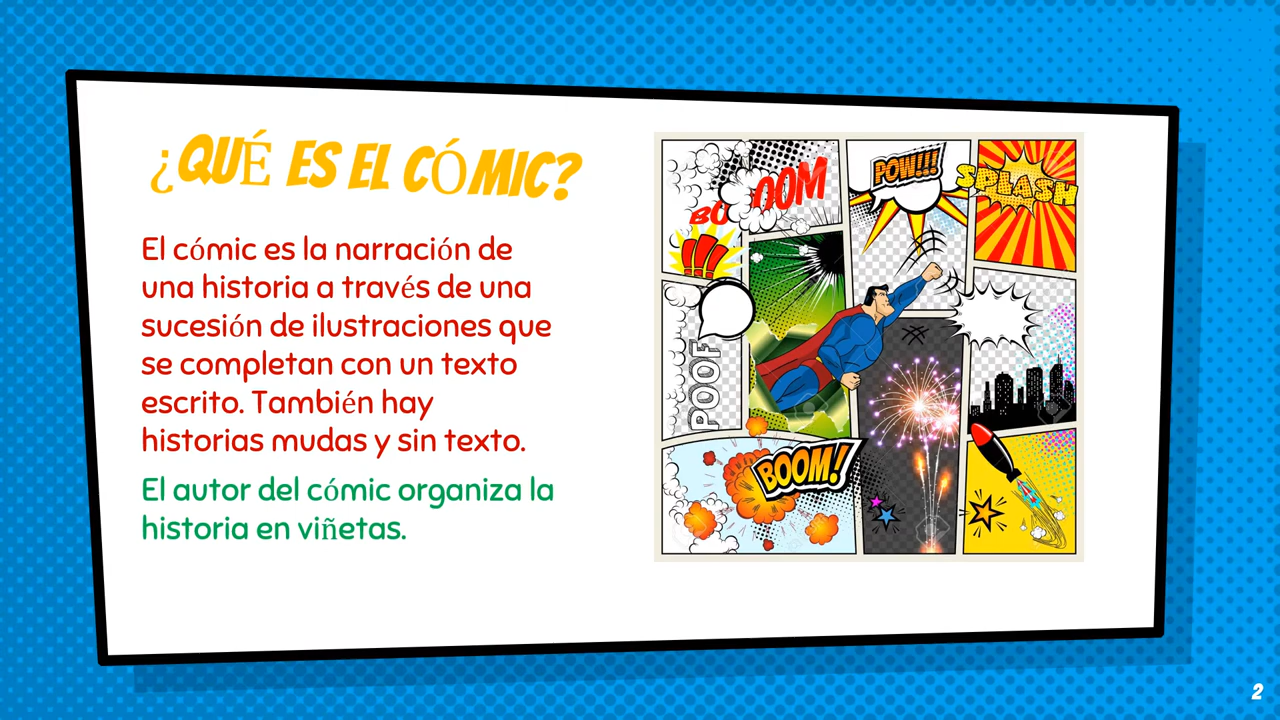 ¿QUÉ ES EL CÓMIC?
El cómic es la narración de
una historia a través de una
sucesión de ilustraciones que
se completan con un texto
escrito. También hay
historias mudas y sin texto.
El autor del cómic organiza la
historia en viñetas.
BOOOM
POW!!!
SPLASH
!!!
POOF
BOOM!
2